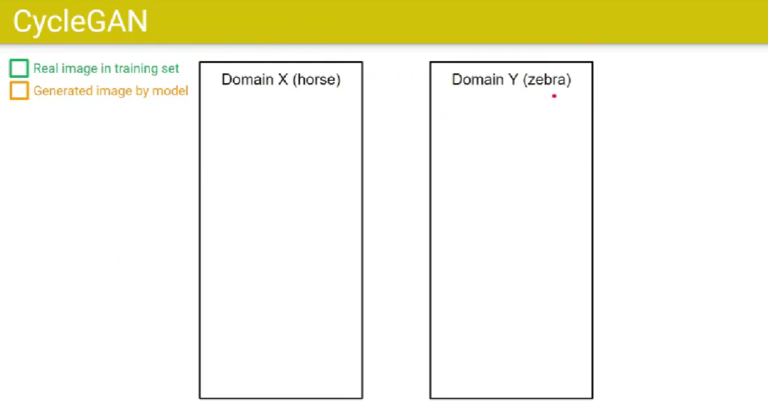 CycleGAN
Real image in training set
Generated image by model
Domain X (horse)
Domain Y (zebra)